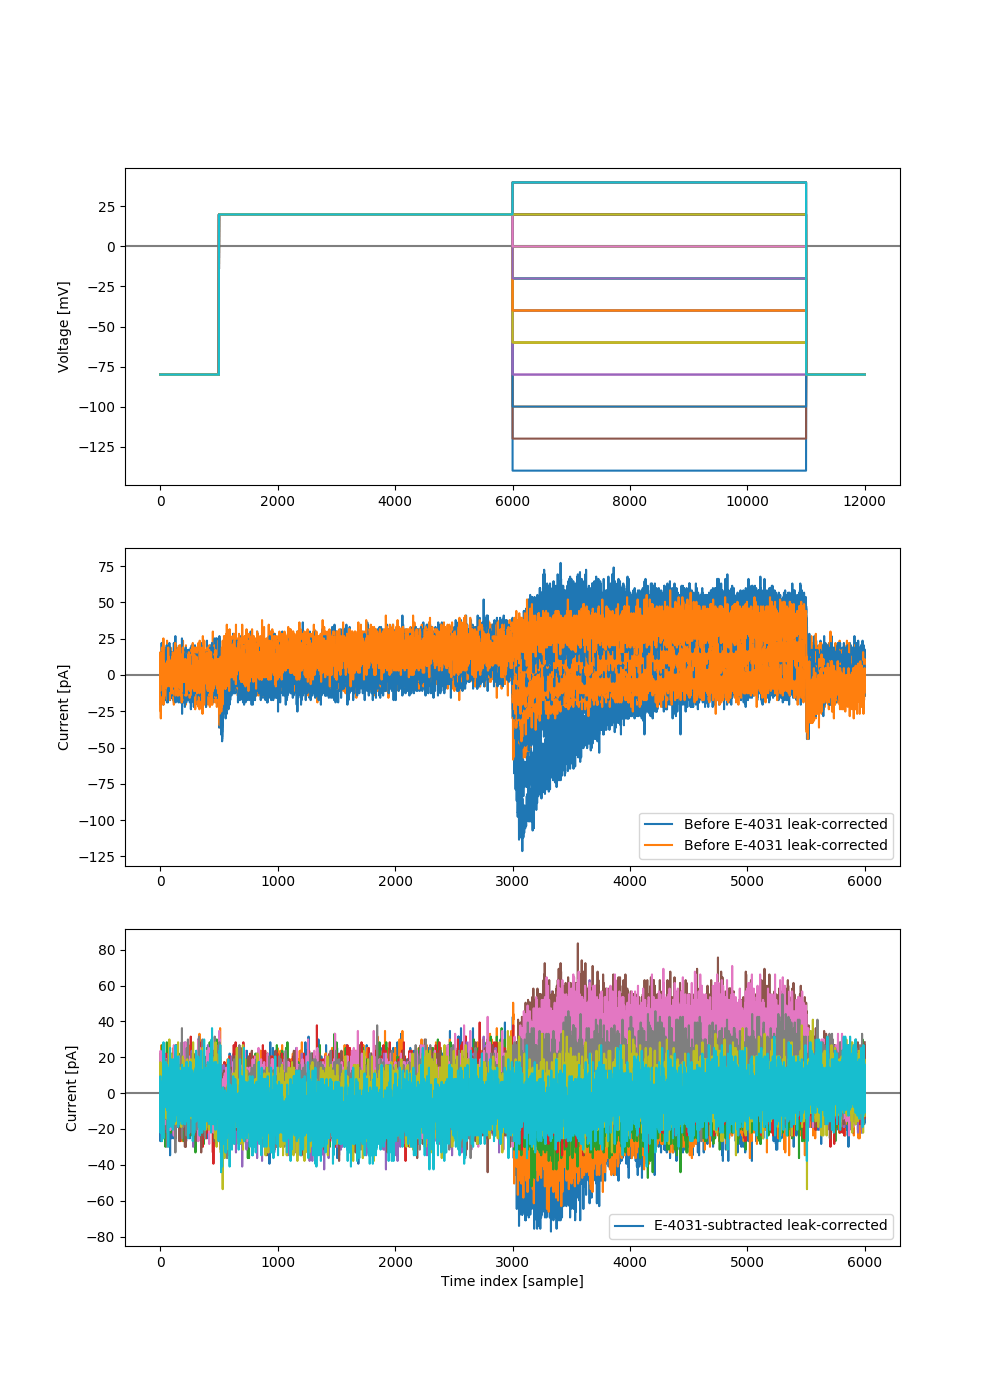 25
0
−25
−50
−75
−100
−125
Voltage [mV]
0 2000 4000 6000 8000 10000 12000
75
50
25
0
−25
−50
−75
−100
−125
Current [pA]
Before E-4031 leak-corrected
Before E-4031 leak-corrected
0 1000 2000 3000 4000 5000 6000
80
60
40
20
0
−20
−40
−60
−80
Current [pA]
E-4031-subtracted leak-corrected
0 1000 2000 3000 4000 5000 6000
Time index [sample]